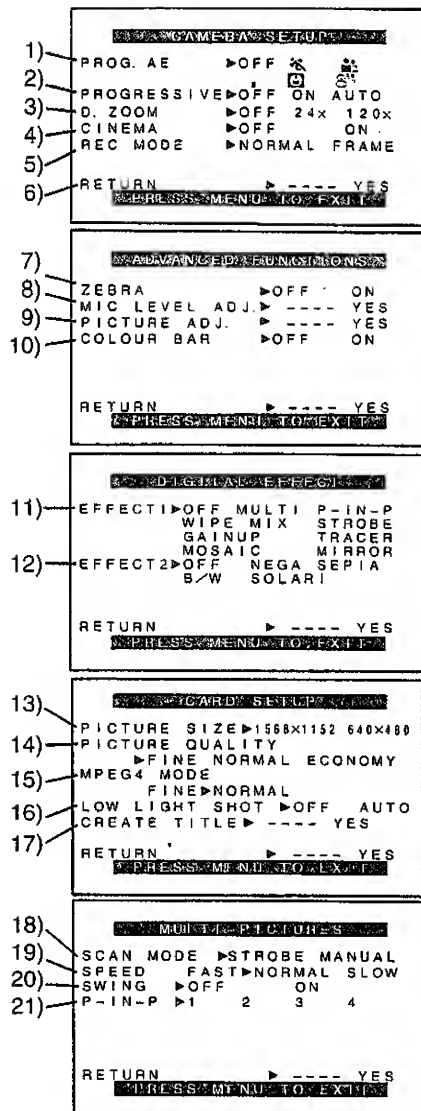 CAMERA SETUP
1) PROG. AE ►OFF
2) PROGRESSIVE►OFF ON AUTO
3) D. ZOOM ►OFF 24× 120×
4) CINEMA ►OFF ON
5) REC MODE ►NORMAL FRAME
6) RETURN ► ---- YES
PRESS MENU TO EXIT
ADVANCED FUNCTIONS
7) ZEBRA ►OFF ON
8) MIC LEVEL ADJ.► ---- YES
9) PICTURE ADJ. ► ---- YES
10) COLOUR BAR ►OFF ON
RETURN ► ---- YES
PRESS MENU TO EXIT
DIGITAL EFFECT
11) EFFECT1►OFF MULTI P-IN-P
WIPE MIX STROBE
GAINUP TRACER
MOSAIC MIRROR
12) EFFECT2►OFF NEGA SEPIA
B/W SOLARI
RETURN ► ---- YES
PRESS MENU TO EXIT
CARD SETUP
13) PICTURE SIZE►1568×1152 640×480
14) PICTURE QUALITY
►FINE NORMAL ECONOMY
15) MPEG4 MODE
FINE►NORMAL
16) LOW LIGHT SHOT ►OFF AUTO
17) CREATE TITLE► ---- YES
RETURN ► ---- YES
PRESS MENU TO EXIT
MULTI-PICTURES
18) SCAN MODE ►STROBE MANUAL
19) SPEED FAST►NORMAL SLOW
20) SWING ►OFF ON
21) P-IN-P ►1 2 3 4
RETURN ► ---- YES
PRESS MENU TO EXIT